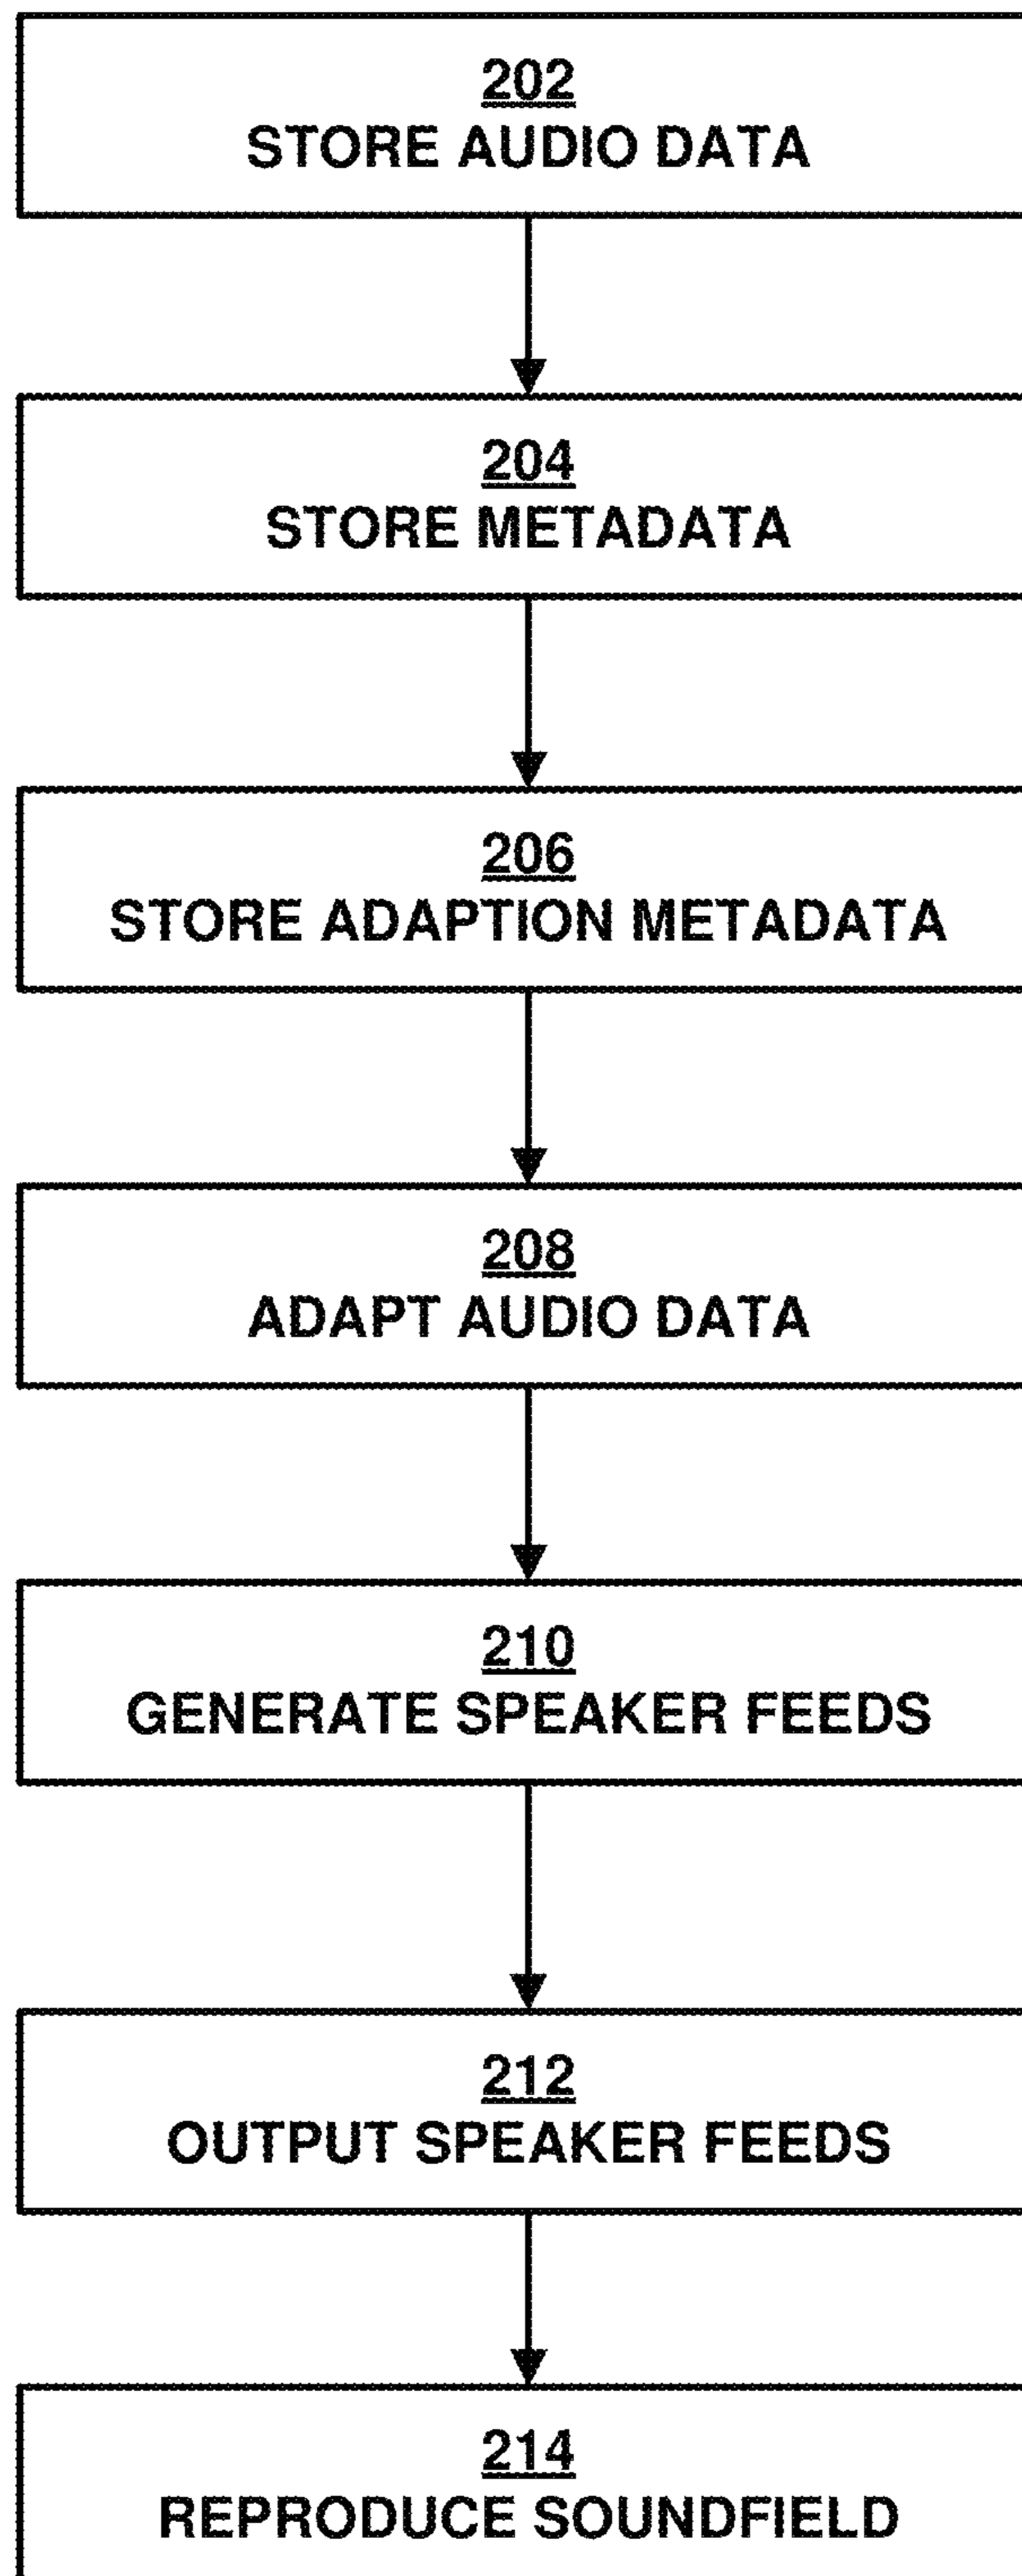 202
STORE AUDIO DATA
204
STORE METADATA
206
STORE ADAPTION METADATA
208
ADAPT AUDIO DATA
210
GENERATE SPEAKER FEEDS
212
OUTPUT SPEAKER FEEDS
214
REPRODUCE SOUNDFIELD